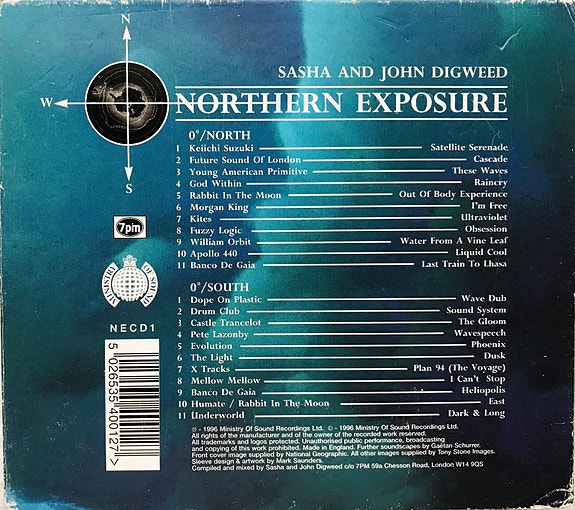 N
W
S
SASHA AND JOHN DIGWEED
NORTHERN EXPOSURE
0°/NORTH
1 Keiichi Suzuki Satellite Serenade
2 Future Sound Of London Cascade
3 Young American Primitive These Waves
4 God Within Raincry
5 Rabbit In The Moon Out Of Body Experience
6 Morgan King I'm Free
7 Kites Ultraviolet
8 Fuzzy Logic Obsession
9 William Orbit Water From A Vine Leaf
10 Apollo 440 Liquid Cool
11 Banco De Gaia Last Train To Lhasa
0°/SOUTH
1 Dope On Plastic Wave Dub
2 Drum Club Sound System
3 Castle Trancelot The Gloom
4 Pete Lazonby Wavespeech
5 Evolution Phoenix
6 The Light Dusk
7 X Tracks Plan 94 (The Voyage)
8 Mellow Mellow I Can't Stop
9 Banco De Gaia Heliopolis
10 Humate / Rabbit In The Moon East
11 Underworld Dark & Long
℗ - 1996 Ministry Of Sound Recordings Ltd. © - 1996 Ministry Of Sound Recordings Ltd.
All rights of the manufacturer and of the owner of the recorded work reserved.
All trademarks and logos protected. Unauthorised public performance, broadcasting
and copying of this work prohibited. Made in England. Further soundscapes by Gaëtan Schurrer.
Front cover image supplied by National Geographic. All other images supplied by Tony Stone Images.
Sleeve design & artwork by Mark Saunders.
Compiled and mixed by Sasha and John Digweed c/o 7PM 59a Chesson Road, London W14 9QS
7pm
MINISTRY OF SOUND
NECD1
5 026535 400127 >